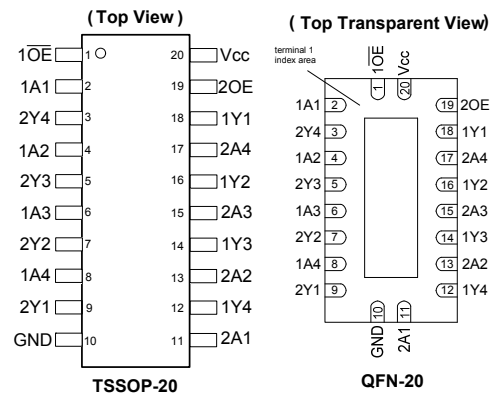 (Top View)
1O̅E̅ 1 20 Vcc
1A1 2 19 2OE
2Y4 3 18 1Y1
1A2 4 17 2A4
2Y3 5 16 1Y2
1A3 6 15 2A3
2Y2 7 14 1Y3
1A4 8 13 2A2
2Y1 9 12 1Y4
GND 10 11 2A1
TSSOP-20
( Top Transparent View)
terminal 1
index area
1O̅E̅ Vcc
1 20
1A1 2 19 2OE
2Y4 3 18 1Y1
1A2 4 17 2A4
2Y3 5 16 1Y2
1A3 6 15 2A3
2Y2 7 14 1Y3
1A4 8 13 2A2
2Y1 9 12 1Y4
10 11
GND 2A1
QFN-20